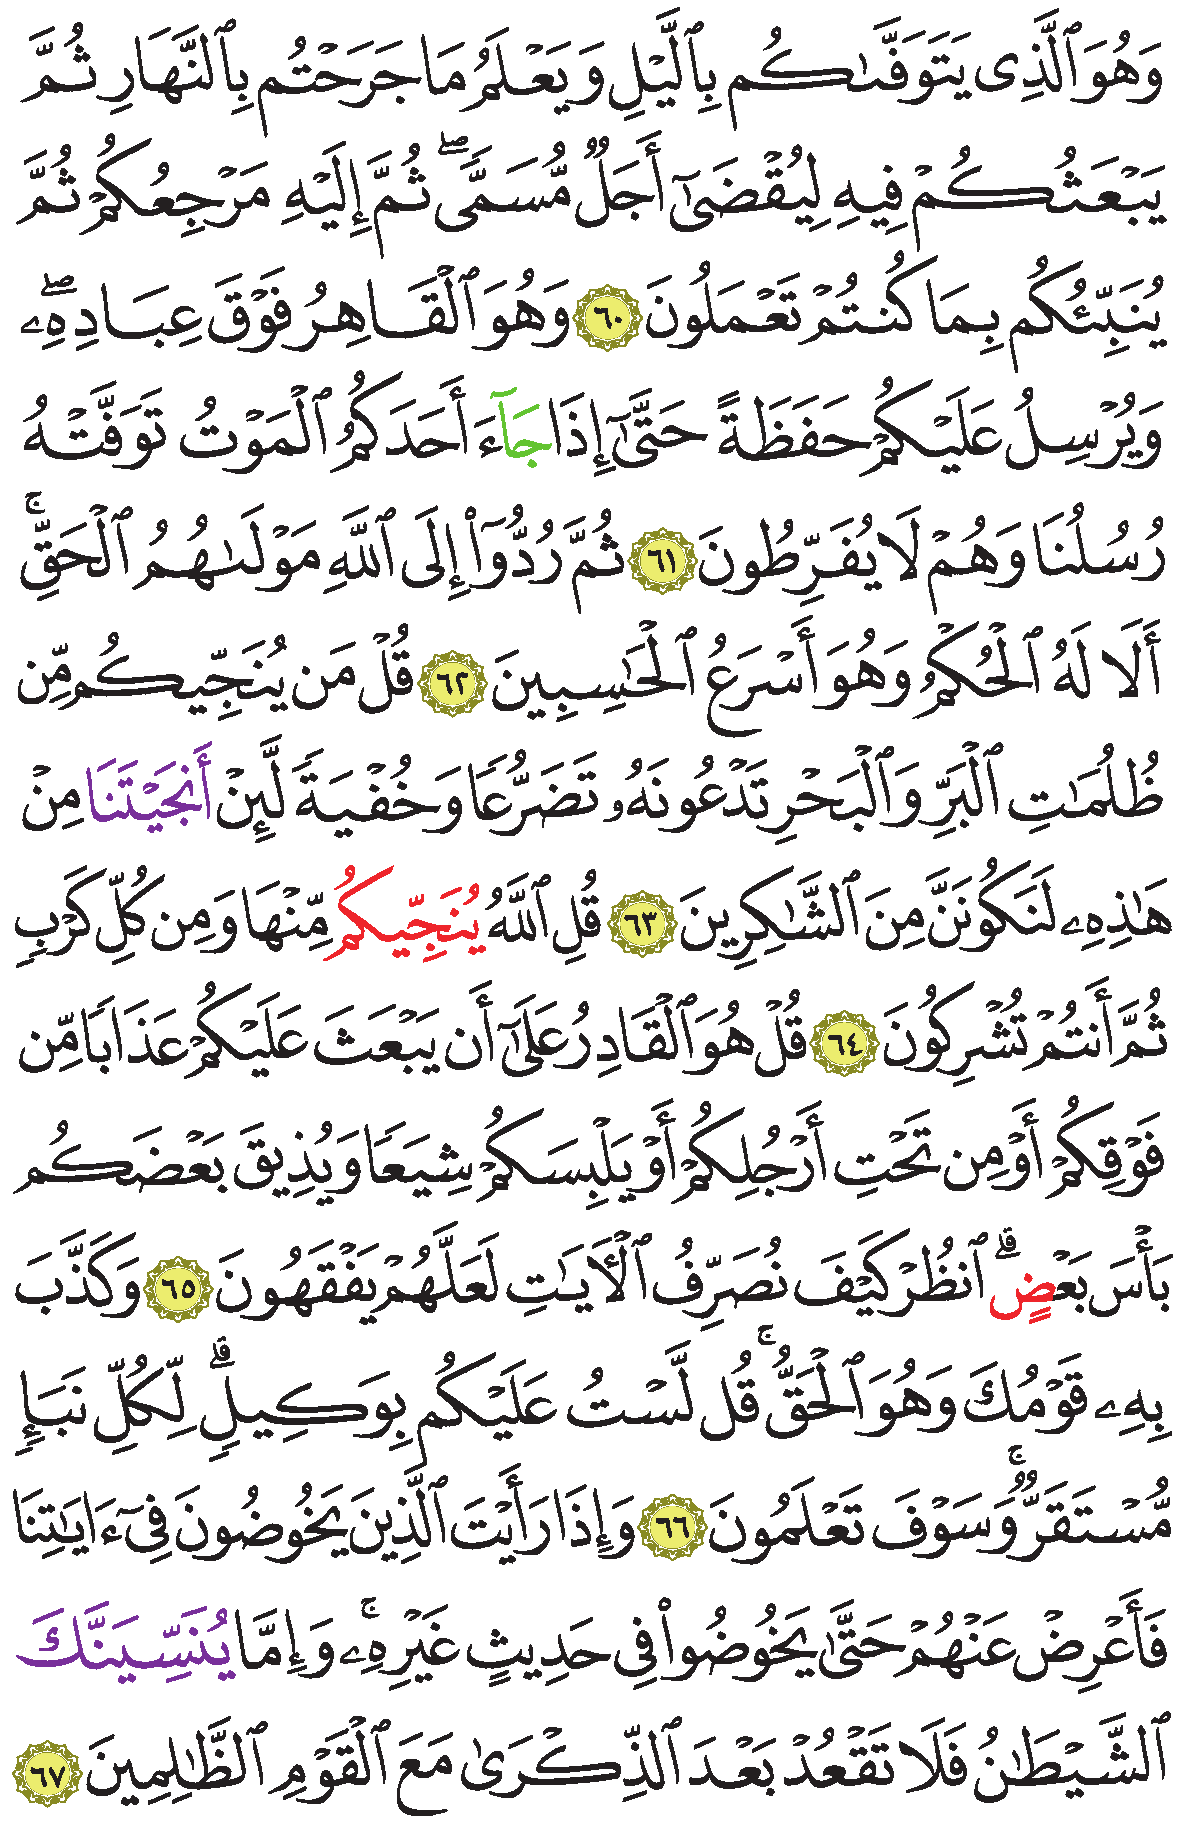 وَهُوَ ٱلَّذِى يَتَوَفَّىٰكُم بِٱلَّيْلِ وَيَعْلَمُ مَا جَرَحْتُم بِٱلنَّهَارِ ثُمَّ
يَبْعَثُكُمْ فِيهِ لِيُقْضَىٰٓ أَجَلٌ مُّسَمًّىۖ ثُمَّ إِلَيْهِ مَرْجِعُكُمْ ثُمَّ
يُنَبِّئُكُم بِمَا كُنتُمْ تَعْمَلُونَ ٦٠ وَهُوَ ٱلْقَاهِرُ فَوْقَ عِبَادِهِۦۖ
وَيُرْسِلُ عَلَيْكُمْ حَفَظَةً حَتَّىٰٓ إِذَا جَآءَ أَحَدَكُمُ ٱلْمَوْتُ تَوَفَّتْهُ
رُسُلُنَا وَهُمْ لَا يُفَرِّطُونَ ٦١ ثُمَّ رُدُّوٓا۟ إِلَى ٱللَّهِ مَوْلَىٰهُمُ ٱلْحَقِّۚ
أَلَا لَهُ ٱلْحُكْمُ وَهُوَ أَسْرَعُ ٱلْحَٰسِبِينَ ٦٢ قُلْ مَن يُنَجِّيكُم مِّن
ظُلُمَٰتِ ٱلْبَرِّ وَٱلْبَحْرِ تَدْعُونَهُۥ تَضَرُّعًا وَخُفْيَةً لَّئِنْ أَنجَيْتَنَا مِنْ
هَٰذِهِۦ لَنَكُونَنَّ مِنَ ٱلشَّٰكِرِينَ ٦٣ قُلِ ٱللَّهُ يُنَجِّيكُم مِّنْهَا وَمِن كُلِّ كَرْبٍ
ثُمَّ أَنتُمْ تُشْرِكُونَ ٦٤ قُلْ هُوَ ٱلْقَادِرُ عَلَىٰٓ أَن يَبْعَثَ عَلَيْكُمْ عَذَابًا مِّن
فَوْقِكُمْ أَوْ مِن تَحْتِ أَرْجُلِكُمْ أَوْ يَلْبِسَكُمْ شِيَعًا وَيُذِيقَ بَعْضَكُم
بَأْسَ بَعْضٍۗ ٱنظُرْ كَيْفَ نُصَرِّفُ ٱلْءَايَٰتِ لَعَلَّهُمْ يَفْقَهُونَ ٦٥ وَكَذَّبَ
بِهِۦ قَوْمُكَ وَهُوَ ٱلْحَقُّۚ قُل لَّسْتُ عَلَيْكُم بِوَكِيلٍۗ لِّكُلِّ نَبَإٍ
مُّسْتَقَرٌّۚ وَسَوْفَ تَعْلَمُونَ ٦٦ وَإِذَا رَأَيْتَ ٱلَّذِينَ يَخُوضُونَ فِىٓ ءَايَٰتِنَا
فَأَعْرِضْ عَنْهُمْ حَتَّىٰ يَخُوضُوا۟ فِى حَدِيثٍ غَيْرِهِۦۚ وَإِمَّا يُنَسِّيَنَّكَ
ٱلشَّيْطَٰنُ فَلَا تَقْعُدْ بَعْدَ ٱلذِّكْرَىٰ مَعَ ٱلْقَوْمِ ٱلظَّٰلِمِينَ ٦٧